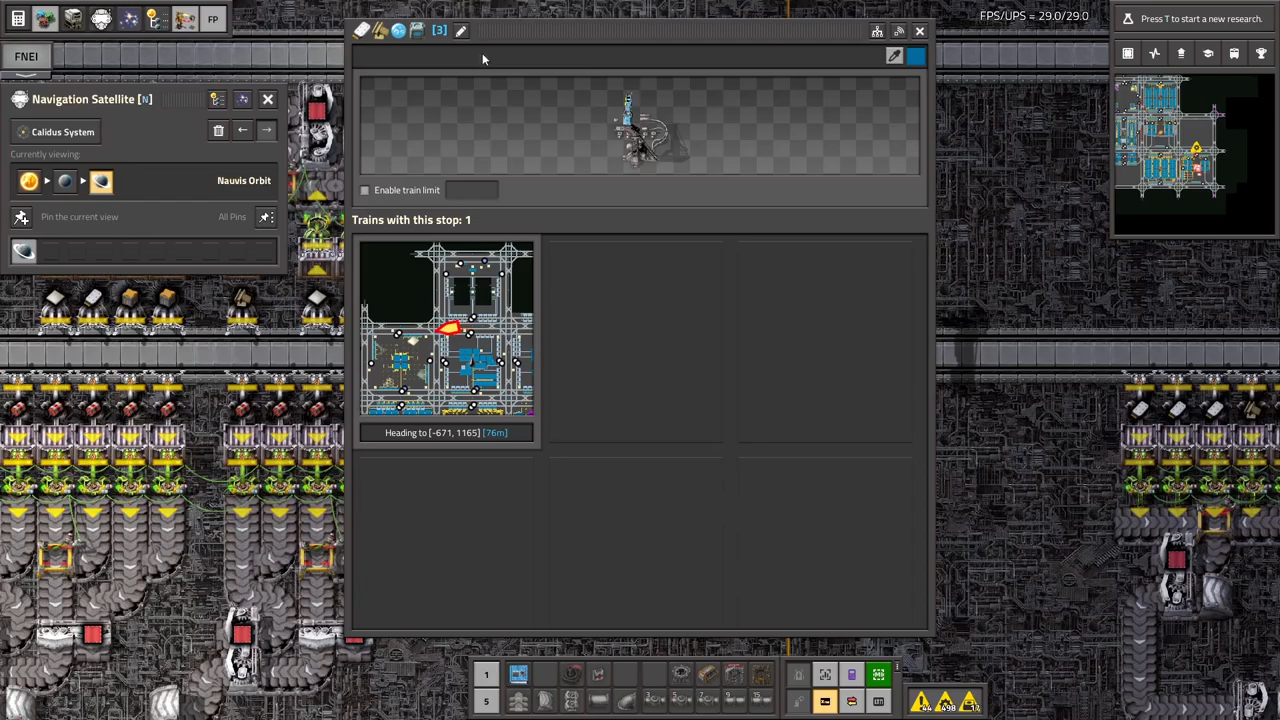 FP
[3]
FPS/UPS = 29.0/29.0
Press T to start a new research.
FNEI
Navigation Satellite [N]
Calidus System
Currently viewing:
Nauvis Orbit
Pin the current view
All Pins
Enable train limit
Trains with this stop: 1
Heading to [-671, 1165] [76m]
1
5
44
498